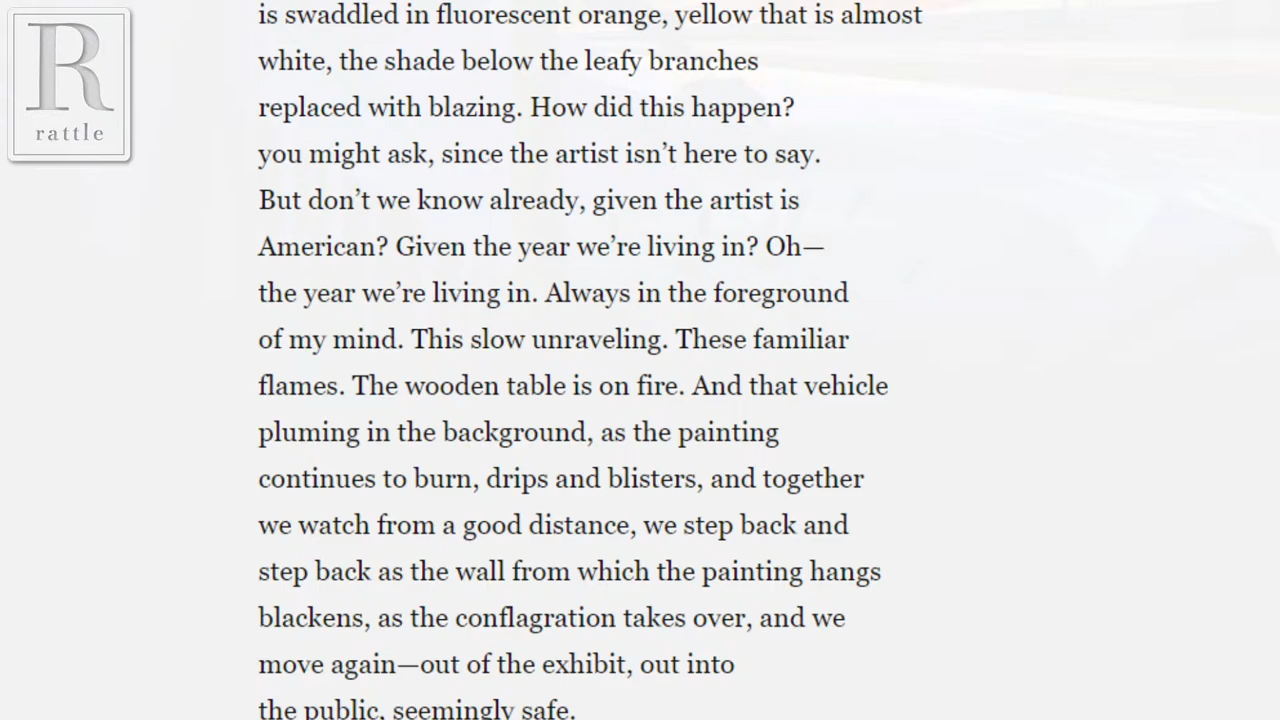 R
rattle
is swaddled in fluorescent orange, yellow that is almost
white, the shade below the leafy branches
replaced with blazing. How did this happen?
you might ask, since the artist isn’t here to say.
But don’t we know already, given the artist is
American? Given the year we’re living in? Oh—
the year we’re living in. Always in the foreground
of my mind. This slow unraveling. These familiar
flames. The wooden table is on fire. And that vehicle
pluming in the background, as the painting
continues to burn, drips and blisters, and together
we watch from a good distance, we step back and
step back as the wall from which the painting hangs
blackens, as the conflagration takes over, and we
move again—out of the exhibit, out into
the public, seemingly safe.